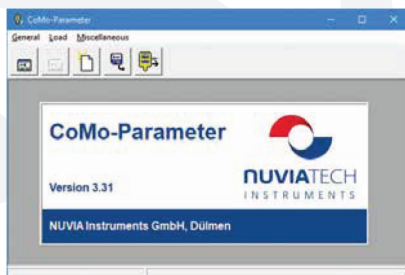 CoMo-Parameter
General Load Miscellaneous
CoMo-Parameter
NUVIATECH
INSTRUMENTS
Version 3.31
NUVIA Instruments GmbH, Dülmen